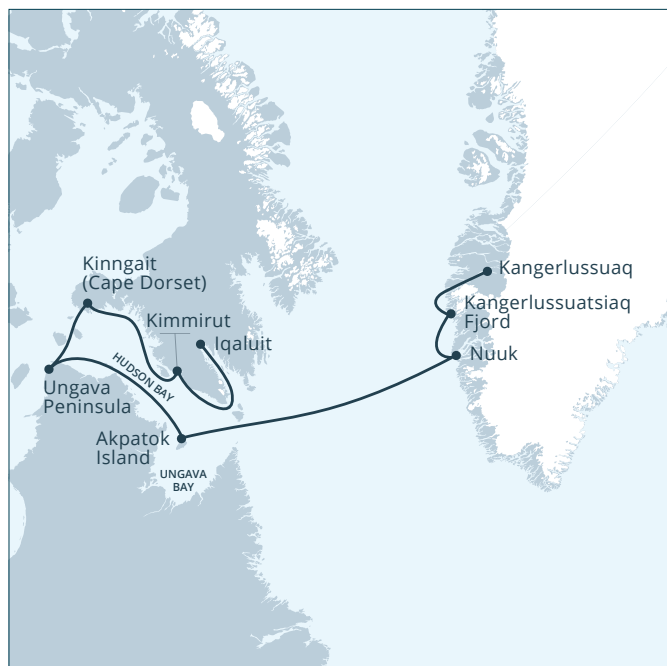 Kinngait
(Cape Dorset)
Kimmirut
Iqaluit
HUDSON BAY
Ungava
Peninsula
Akpatok
Island
UNGAVA
BAY
Kangerlussuaq
Kangerlussuatsiaq
Fjord
Nuuk